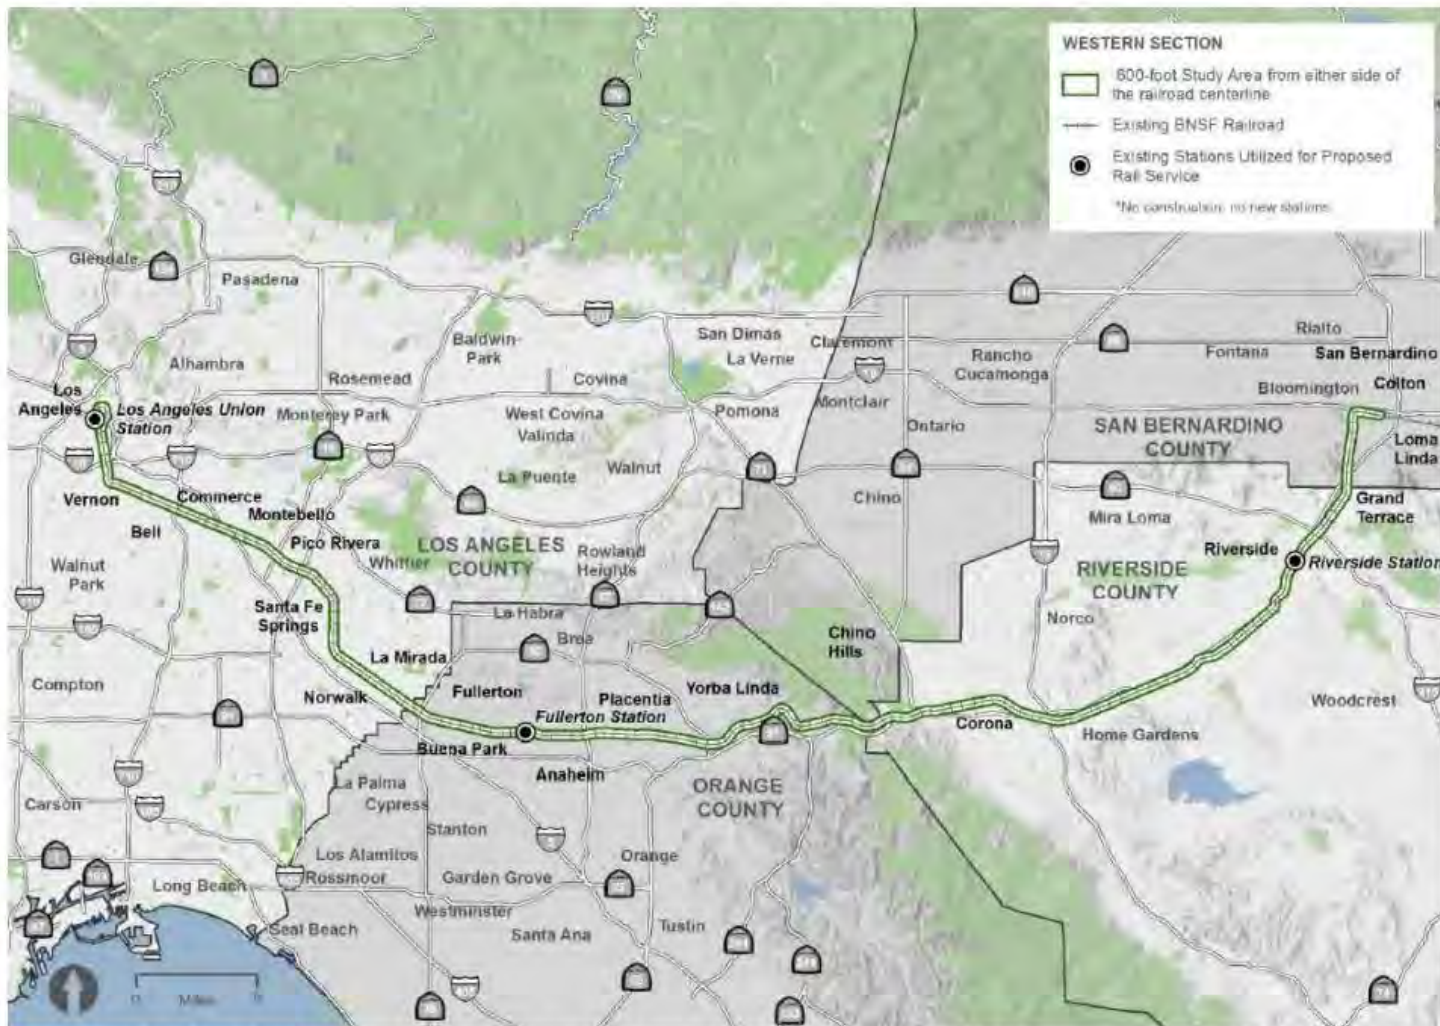 WESTERN SECTION
600-foot Study Area from either side of
the railroad centerline
Existing BNSF Railroad
Existing Stations Utilized for Proposed
Rail Service
*No construction, no new stations.
Glendale
Pasadena
Alhambra
Baldwin-
Park
San Dimas
La Verne
Claremont
Rancho
Cucamonga
Rialto
Fontana
San Bernardino
Bloomington
Colton
Los
Angeles
Los Angeles Union
Station
Monterey Park
Rosemead
Covina
West Covina
Valinda
Pomona
Montclair
Ontario
SAN BERNARDINO
COUNTY
Loma
Linda
Vernon
Commerce
Montebello
Bell
Pico Rivera
La Puente
Walnut
Chino
Mira Loma
Grand
Terrace
Walnut
Park
Whittier
LOS ANGELES
COUNTY
Rowland
Heights
RIVERSIDE
COUNTY
Riverside
Riverside Station
Santa Fe
Springs
La Habra
Brea
Chino
Hills
Norco
Compton
La Mirada
Norwalk
Fullerton
Placentia
Yorba Linda
Fullerton Station
Buena Park
Anaheim
Corona
Home Gardens
Woodcrest
Carson
La Palma
Cypress
Stanton
ORANGE
COUNTY
Los Alamitos
Rossmoor
Long Beach
Garden Grove
Orange
Westminster
Seal Beach
Santa Ana
Tustin
Miles